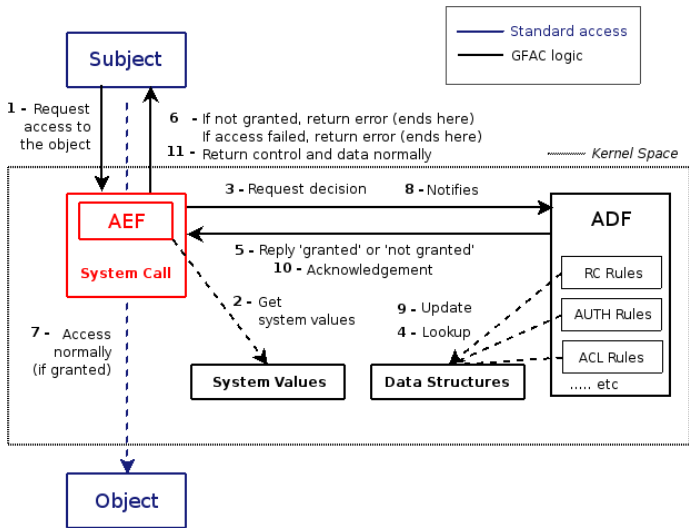 Standard access
GFAC logic
Subject
1 - Request
access to
the object
6 - If not granted, return error (ends here)
If access failed, return error (ends here)
11 - Return control and data normally
Kernel Space
3 - Request decision
8 - Notifies
AEF
System Call
ADF
5 - Reply 'granted' or 'not granted'
10 - Acknowledgement
RC Rules
2 - Get
system values
9 - Update
4 - Lookup
AUTH Rules
7 - Access
normally
(if granted)
ACL Rules
..... etc
System Values
Data Structures
Object